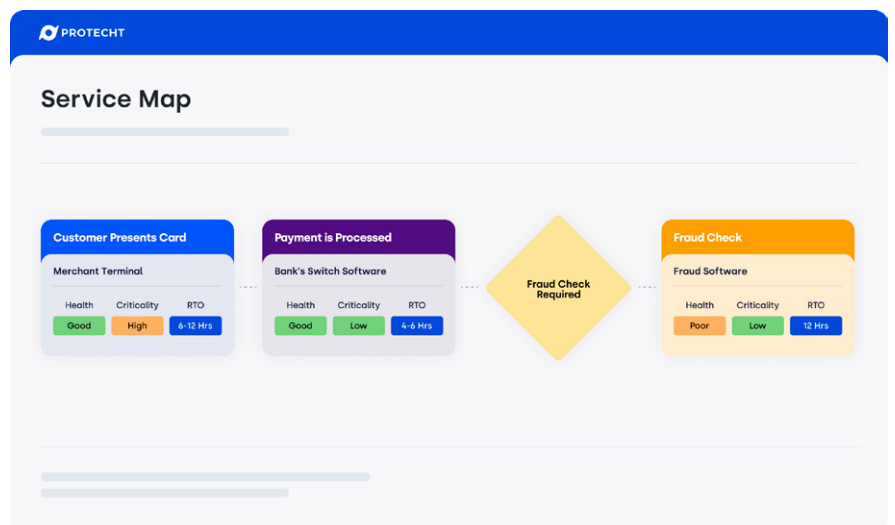 PROTECHT
Service Map
Customer Presents Card
Merchant Terminal
Health Criticality RTO
Good High 6-12 Hrs
Payment is Processed
Bank's Switch Software
Health Criticality RTO
Good Low 4-6 Hrs
Fraud Check
Required
Fraud Check
Fraud Software
Health Criticality RTO
Poor Low 12 Hrs